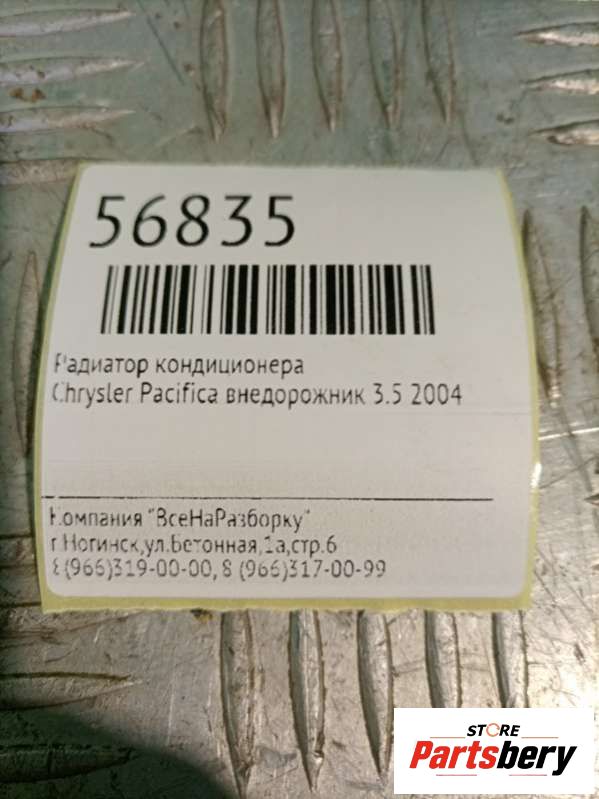 56835
Радиатор кондиционера
Chrysler Pacifica внедорожник 3.5 2004
Компания "ВсеНаРазборку"
г.Ногинск,ул.Бетонная,1а,стр.6
8(966)319-00-00, 8 (966)317-00-99
STORE
Partsbery